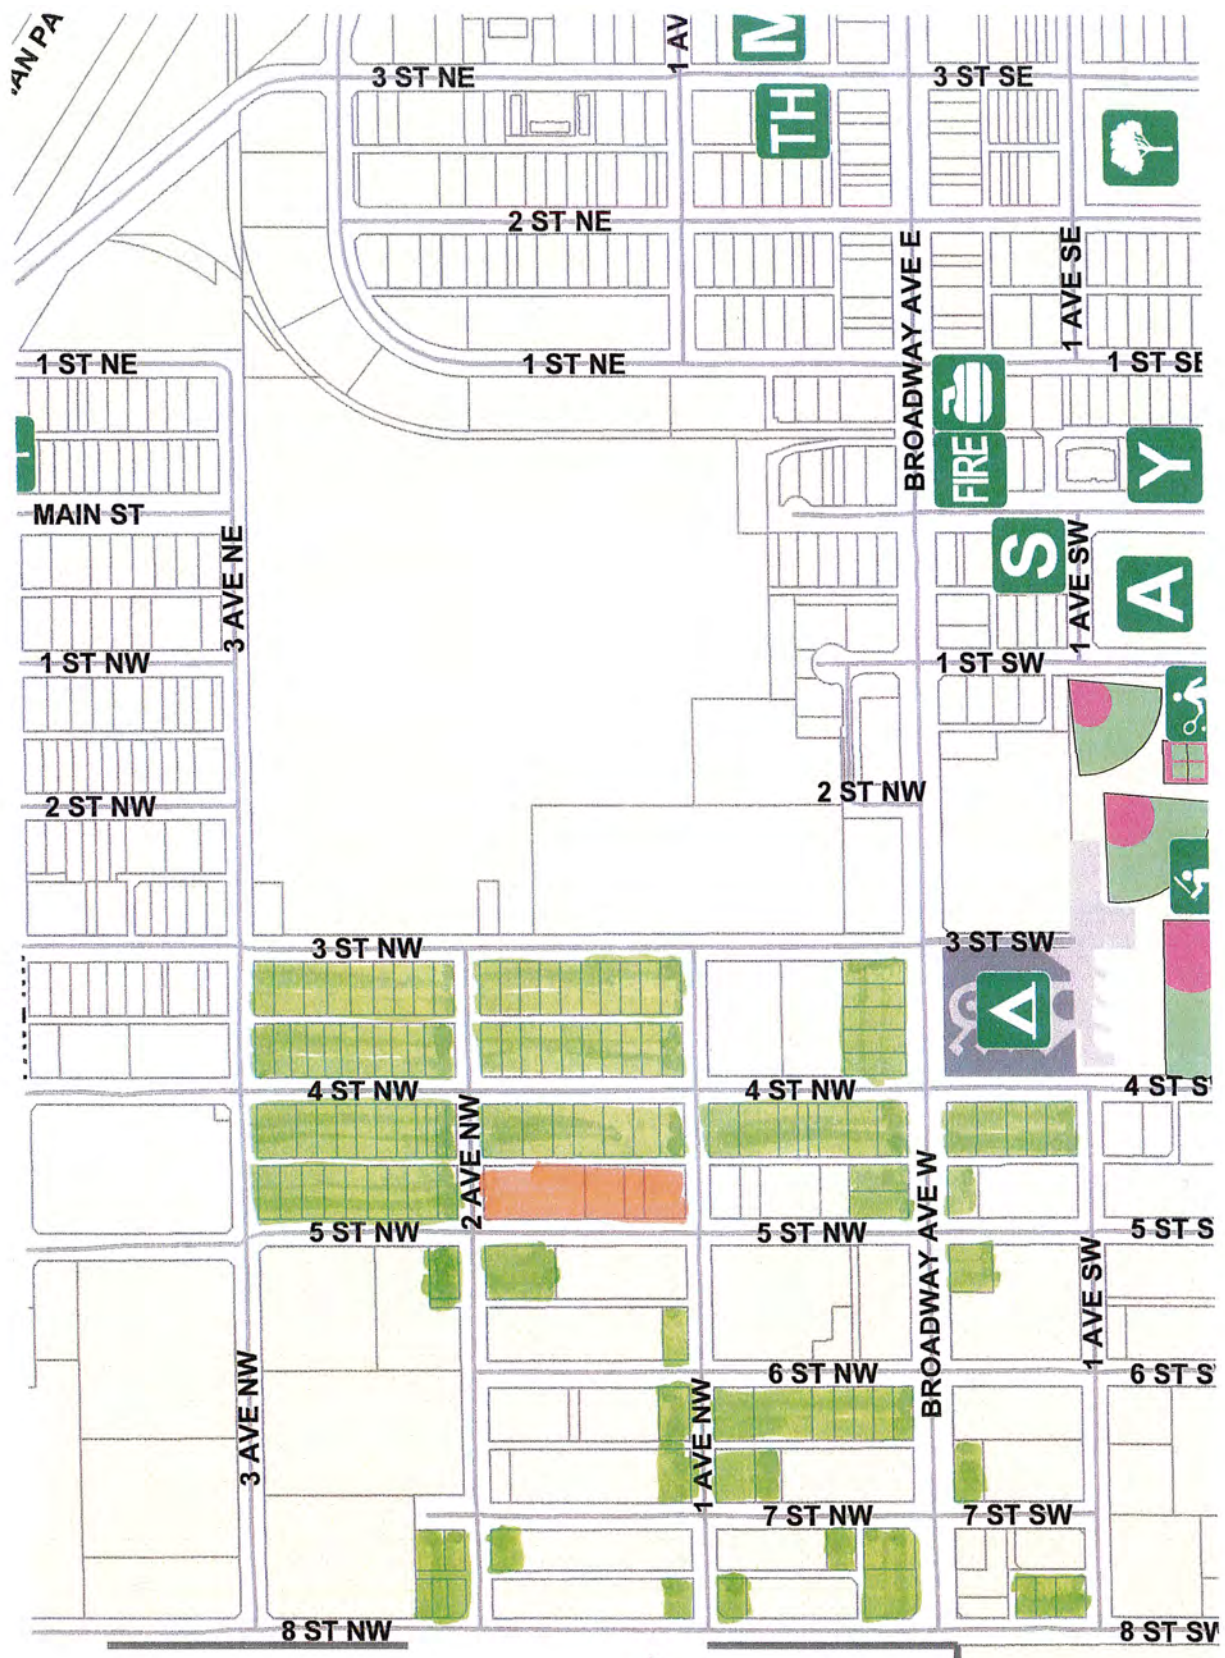 AN PA
1 AV
M
3 ST NE
3 ST SE
TH
2 ST NE
BROADWAY AVE E
1 AVE SE
1 ST NE
1 ST NE
1 ST SE
FIRE
Y
MAIN ST
3 AVE NE
S
1 AVE SW
A
1 ST NW
1 ST SW
2 ST NW
2 ST NW
3 ST NW
3 ST SW
4 ST NW
4 ST NW
4 ST S
2 AVE NW
BROADWAY AVE W
5 ST NW
5 ST NW
5 ST S
1 AVE SW
3 AVE NW
6 ST NW
6 ST S
1 AVE NW
7 ST NW
7 ST SW
8 ST NW
8 ST SW